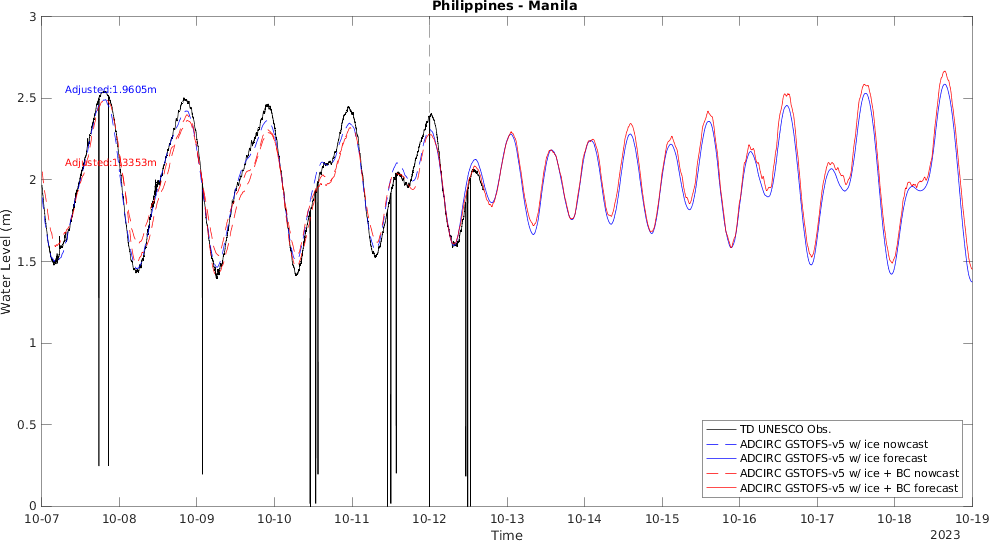 Philippines - Manila
3
2.5
2
1.5
1
0.5
0
Water Level (m)
Adjusted:1.9605m
Adjusted:1.3353m
TD UNESCO Obs.
ADCIRC GSTOFS-v5 w/ ice nowcast
ADCIRC GSTOFS-v5 w/ ice forecast
ADCIRC GSTOFS-v5 w/ ice + BC nowcast
ADCIRC GSTOFS-v5 w/ ice + BC forecast
10-07 10-08 10-09 10-10 10-11 10-12 10-13 10-14 10-15 10-16 10-17 10-18 10-19
Time
2023